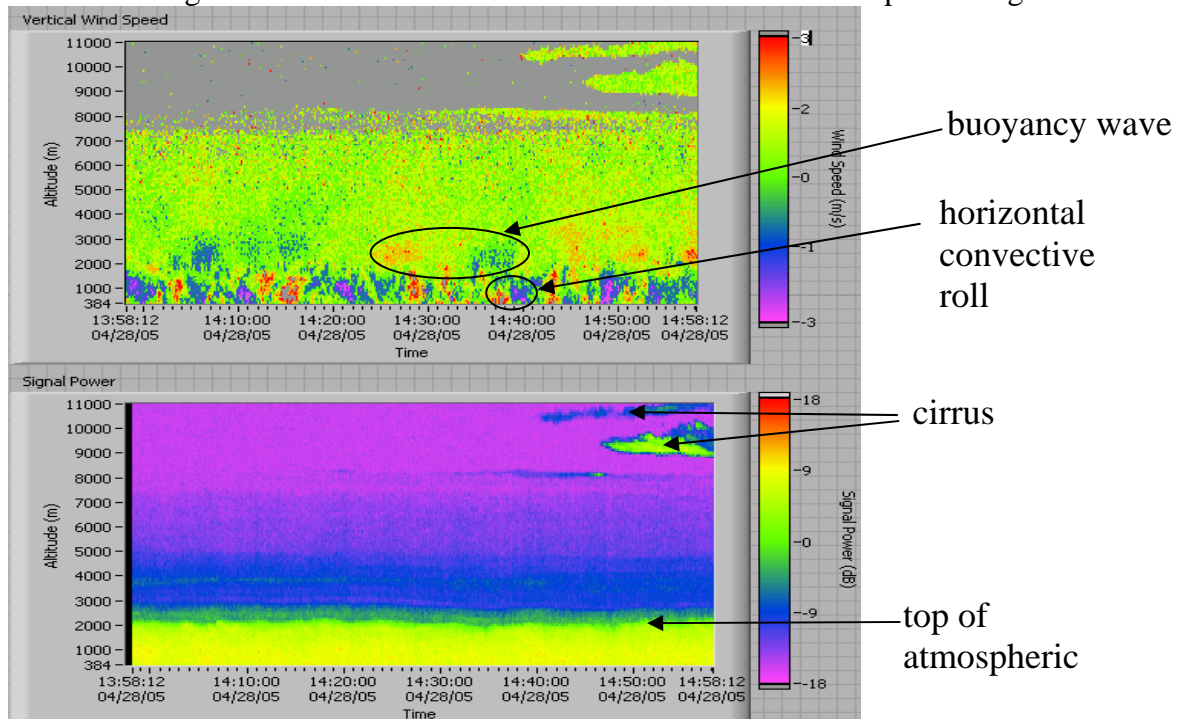 Vertical Wind Speed
11000
10000
9000
8000
7000
6000
5000
4000
3000
2000
1000
384
Altitude (m)
13:58:12 14:10:00 14:20:00 14:30:00 14:40:00 14:50:00 14:58:12
04/28/05 04/28/05 04/28/05 04/28/05 04/28/05 04/28/05 04/28/05
Time
3
2
0
-1
-3
Wind Speed (m/s)
buoyancy wave
horizontal
convective
roll
Signal Power
11000
10000
9000
8000
7000
6000
5000
4000
3000
2000
1000
384
Altitude (m)
13:58:12 14:10:00 14:20:00 14:30:00 14:40:00 14:50:00 14:58:12
04/28/05 04/28/05 04/28/05 04/28/05 04/28/05 04/28/05 04/28/05
Time
18
9
0
-9
-18
Signal Power (dB)
cirrus
top of
atmospheric